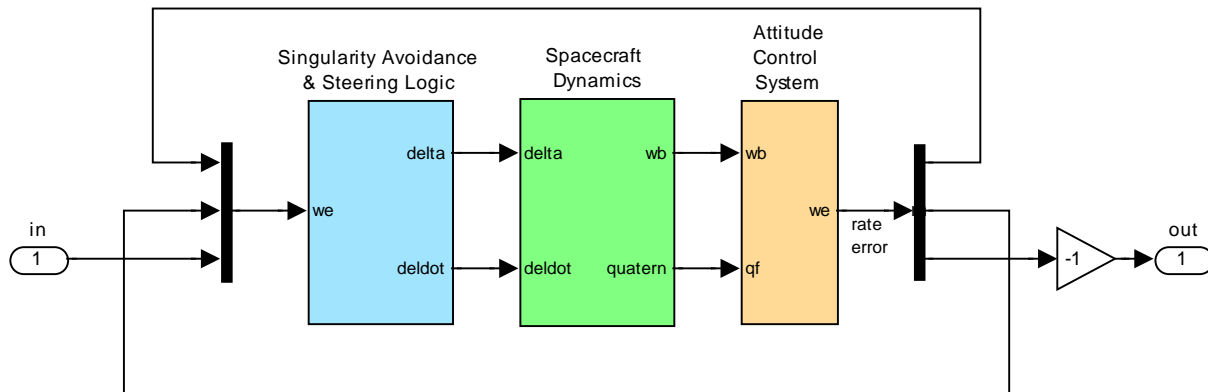 Singularity Avoidance
& Steering Logic
Spacecraft
Dynamics
Attitude
Control
System
in
1
we
delta
deldot
delta
deldot
wb
quatern
wb
qf
we
rate
error
-1
out
1